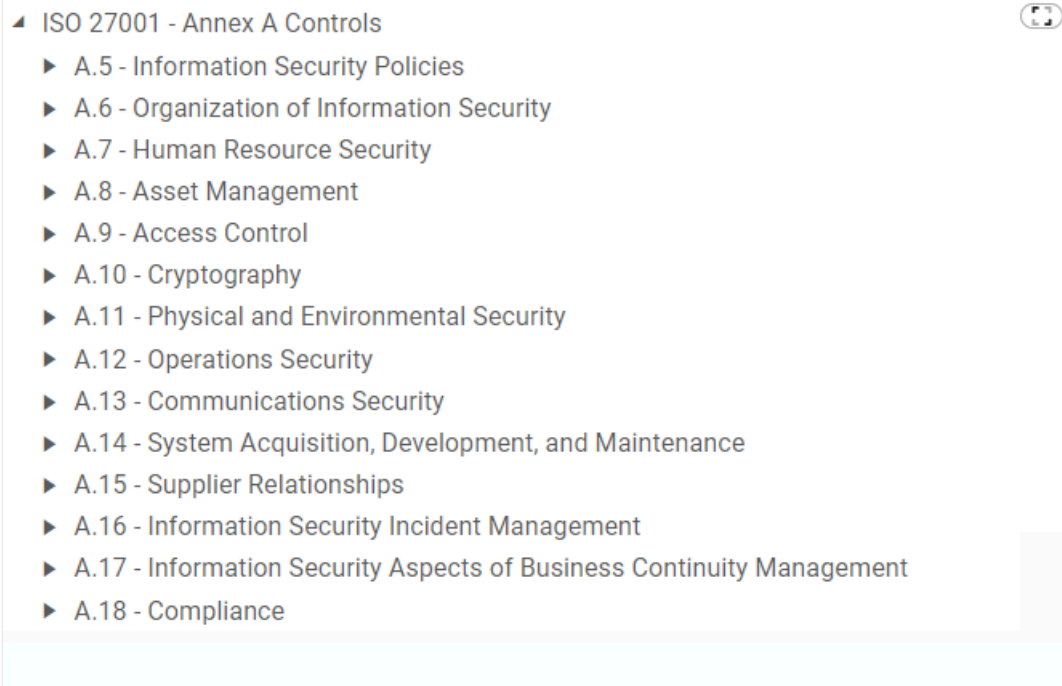 ISO 27001 - Annex A Controls
A.5 - Information Security Policies
A.6 - Organization of Information Security
A.7 - Human Resource Security
A.8 - Asset Management
A.9 - Access Control
A.10 - Cryptography
A.11 - Physical and Environmental Security
A.12 - Operations Security
A.13 - Communications Security
A.14 - System Acquisition, Development, and Maintenance
A.15 - Supplier Relationships
A.16 - Information Security Incident Management
A.17 - Information Security Aspects of Business Continuity Management
A.18 - Compliance